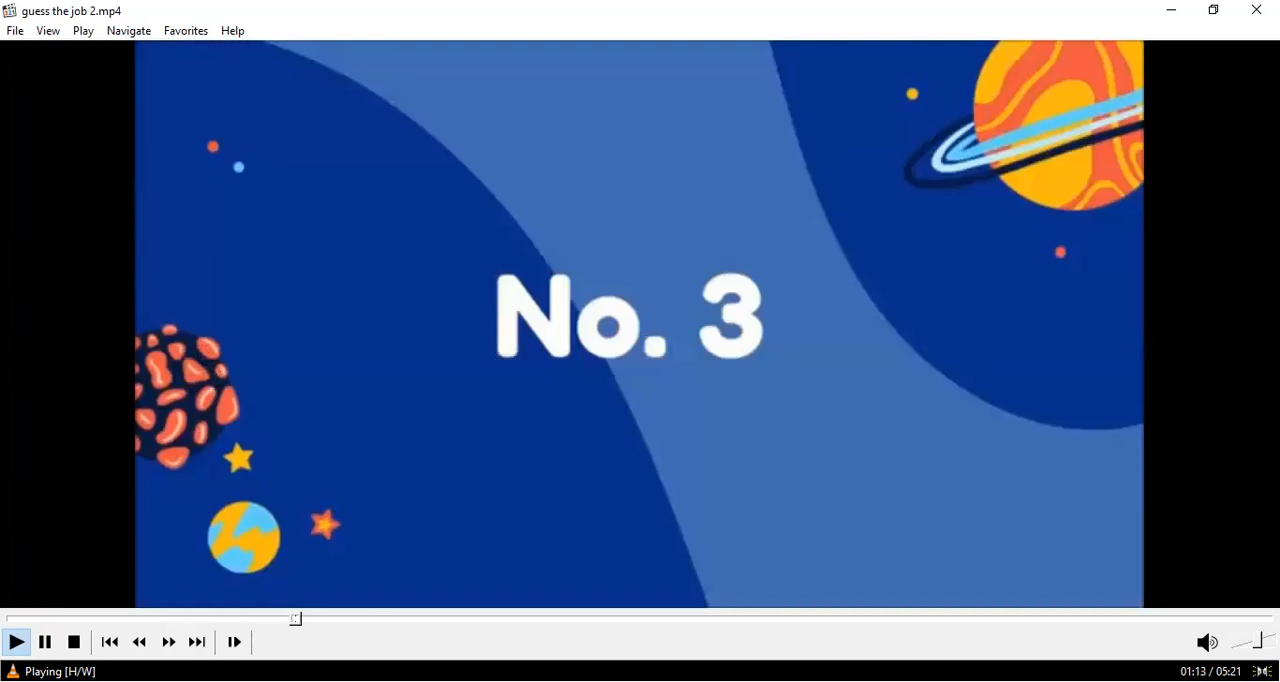 guess the job 2.mp4
File View Play Navigate Favorites Help
No. 3
Playing [H/W]
01:13 / 05:21